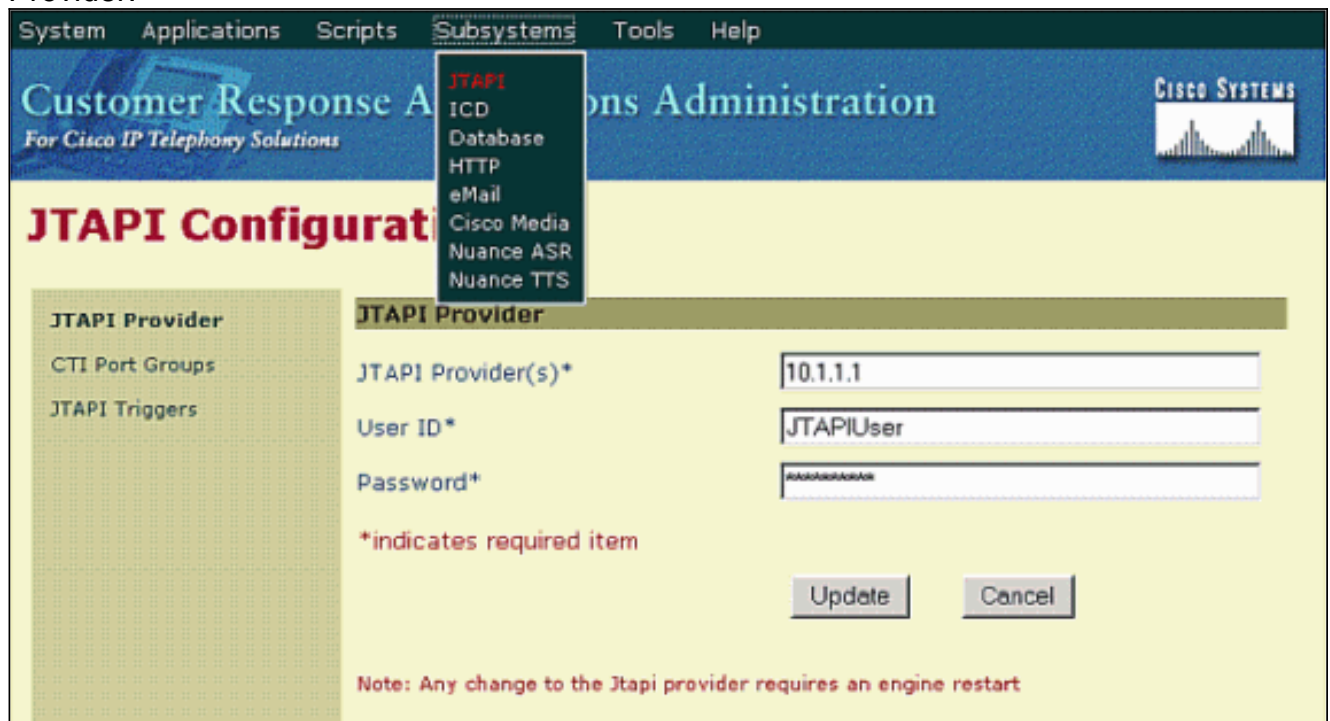 Provider.
System Applications Scripts Subsystems Tools Help
JTAPI
ICD
Database
HTTP
eMail
Cisco Media
Nuance ASR
Nuance TTS
Customer Response A ons Administration
For Cisco IP Telephony Solutions
CISCO SYSTEMS
JTAPI Configurati
JTAPI Provider
CTI Port Groups
JTAPI Triggers
JTAPI Provider
JTAPI Provider(s)* 10.1.1.1
User ID* JTAPIUser
Password* **********
*indicates required item
Update Cancel
Note: Any change to the Jtapi provider requires an engine restart